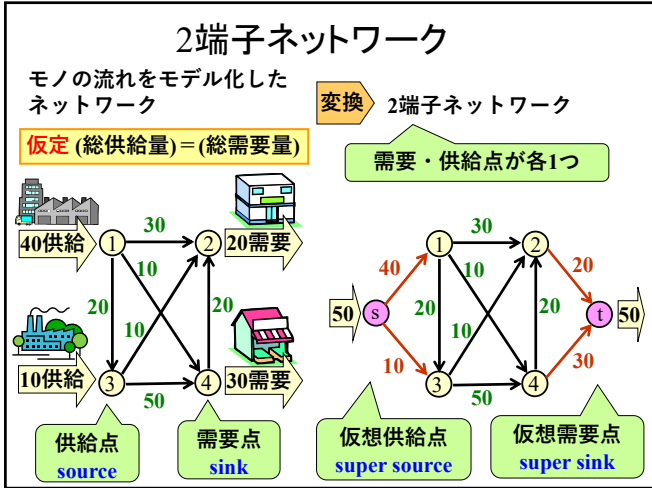 2端子ネットワーク
モノの流れをモデル化した
ネットワーク
仮定 (総供給量)＝(総需要量)
40供給
10供給
1
2
3
4
30
10
20
10
20
50
20需要
30需要
供給点
source
需要点
sink
変換
2端子ネットワーク
需要・供給点が各1つ
50
s
40
10
1
2
3
4
30
10
20
10
20
50
20
30
t
50
仮想供給点
super source
仮想需要点
super sink